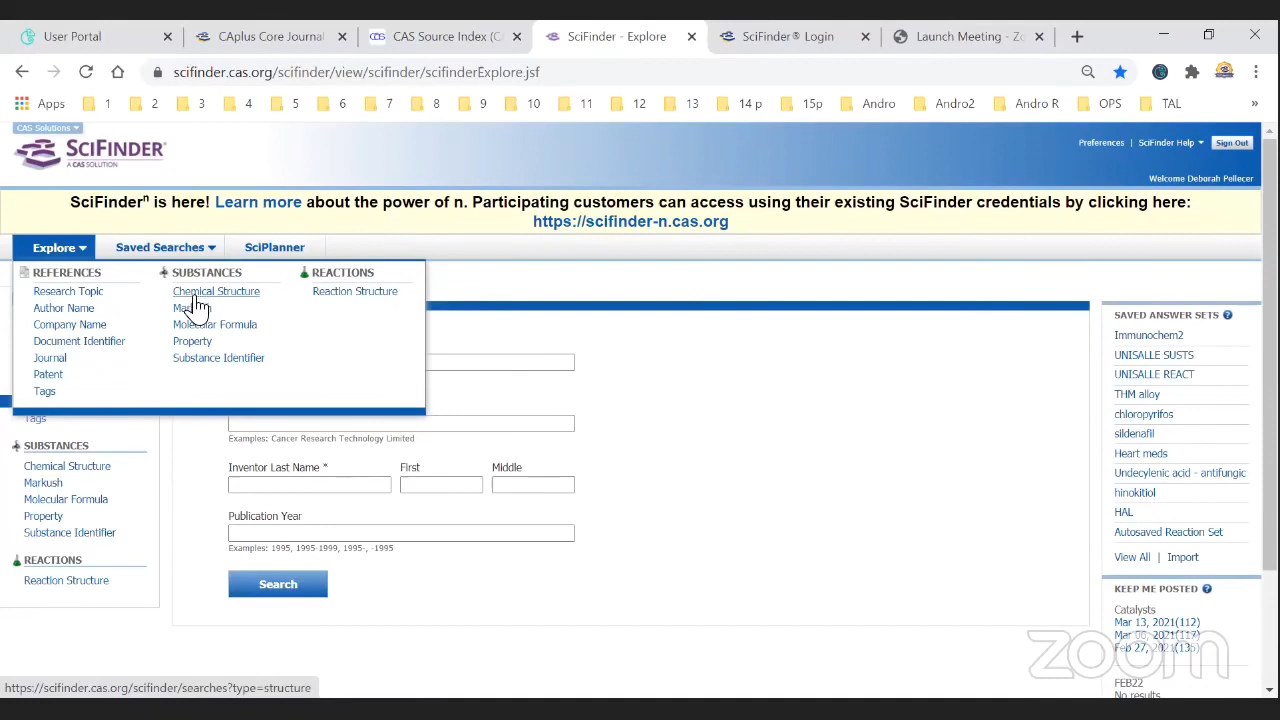 User Portal
CAplus Core Journal
CAS Source Index (C
SciFinder - Explore
SciFinder® Login
Launch Meeting - Ze
scifinder.cas.org/scifinder/view/scifinder/scifinderExplore.jsf
Apps 1 2 3 4 5 6 7 8 9 10 11 12 13 14 p 15p Andro Andro2 Andro R OPS TAL »
CAS Solutions
SCIFINDER
A CAS SOLUTION
Preferences | SciFinder Help Sign Out
Welcome Deborah Pellecer
SciFinderⁿ is here! Learn more about the power of n. Participating customers can access using their existing SciFinder credentials by clicking here:
https://scifinder-n.cas.org
Explore Saved Searches SciPlanner
REFERENCES
Research Topic
Author Name
Company Name
Document Identifier
Journal
Patent
Tags
SUBSTANCES
Chemical Structure
Molecular Formula
Property
Substance Identifier
REACTIONS
Reaction Structure
Tags
SUBSTANCES
Chemical Structure
Markush
Molecular Formula
Property
Substance Identifier
REACTIONS
Reaction Structure
Examples: Cancer Research Technology Limited
Inventor Last Name * First Middle
Publication Year
Examples: 1995, 1995-1999, 1995-, -1995
Search
SAVED ANSWER SETS
Immunochem2
UNISALLE SUSTS
UNISALLE REACT
THM alloy
chloropyrifos
sildenafil
Heart meds
Undecylenic acid - antifungic
hinokitiol
HAL
Autosaved Reaction Set
View All | Import
KEEP ME POSTED
Catalysts
Mar 13, 2021(112)
Mar 06, 2021(117)
Feb 27, 2021(135)
FEB22
No results
zoom
https://scifinder.cas.org/scifinder/searches?type=structure